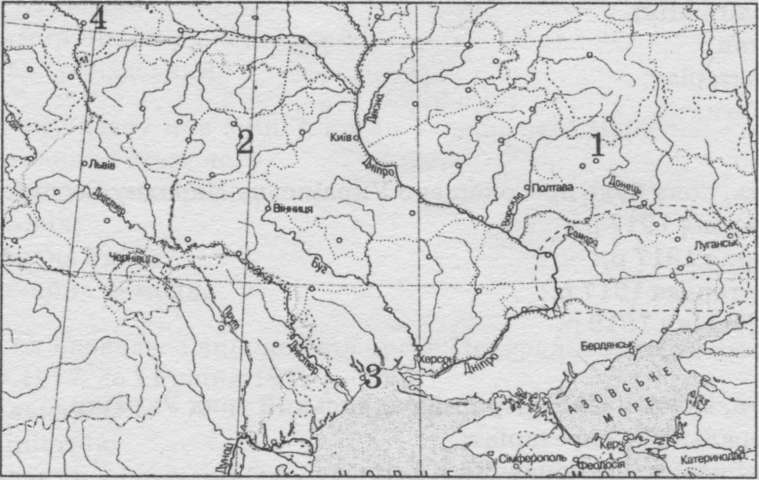 4
2
1
Десна
Київ
Дніпро
Львів
Дністер
Ворскла
Полтава
Донець
Вінниця
Самара
Луганськ
Чернівці
Буг
Прут
Дністер
3
Херсон
Дніпро
Бердянськ
АЗОВСЬКЕ
МОРЕ
Керч
Дунай
Сімферополь
Феодосія
Катеринодар